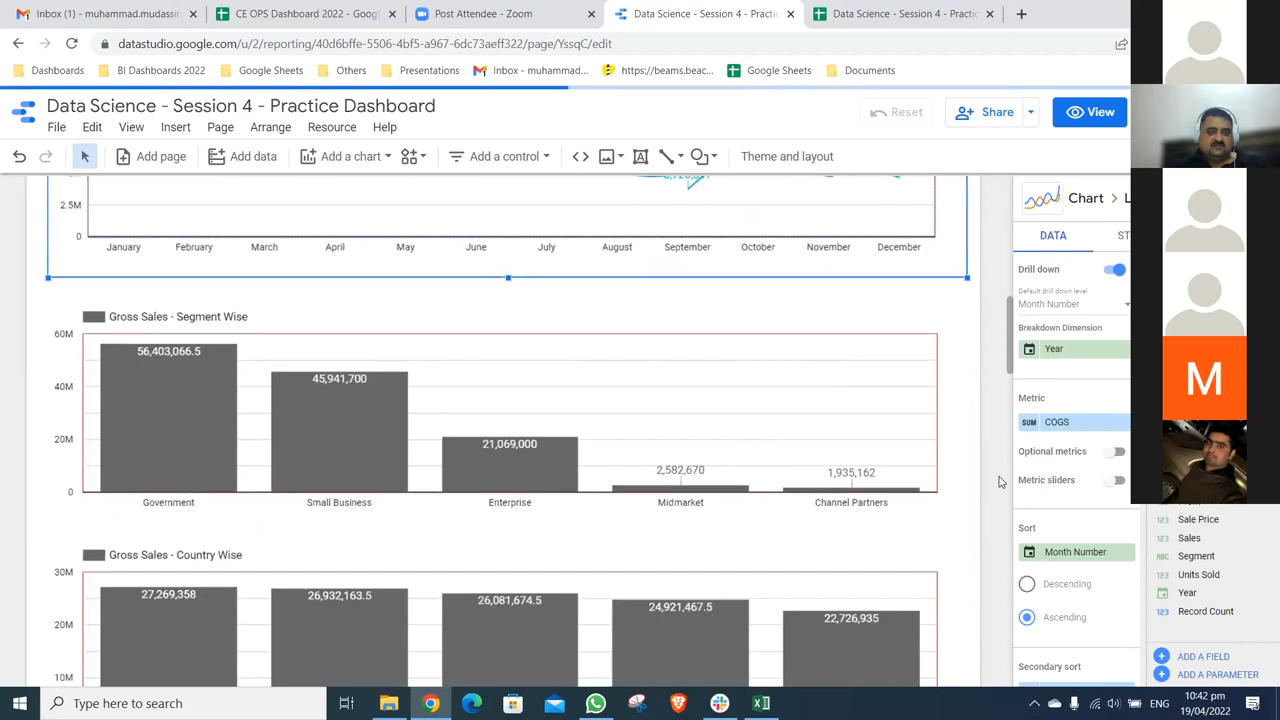 Inbox (1) - muhammad.mudassir
CE OPS Dashboard 2022 - Googl
Post Attendee - Zoom
Data Science - Session 4 - Practi
Data Science - Session 4 - Practic
datastudio.google.com/u/2/reporting/40d6bffe-5506-4bf5-a967-6dc73aeff322/page/YssqC/edit
Dashboards
BI Dashboards 2022
Google Sheets
Others
Presentations
Inbox - muhammad...
https://beams.beac...
Google Sheets
Documents
Data Science - Session 4 - Practice Dashboard
Reset
Share
View
File Edit View Insert Page Arrange Resource Help
Add page
Add data
Add a chart
Add a control
Theme and layout
2.5M
0
January February March April May June July August September October November December
Gross Sales - Segment Wise
60M
40M
20M
0
56,403,066.5
45,941,700
21,069,000
2,582,670
1,935,162
Government Small Business Enterprise Midmarket Channel Partners
Gross Sales - Country Wise
30M
20M
10M
27,269,358
26,932,163.5
26,081,674.5
24,921,467.5
22,726,935
Chart > L
DATA
ST
Drill down
Default drill down level
Month Number
Breakdown Dimension
Year
Metric
SUM COGS
Optional metrics
Metric sliders
Sort
Month Number
Descending
Ascending
Secondary sort
M
123 Sale Price
123 Sales
ABC Segment
123 Units Sold
Year
123 Record Count
ADD A FIELD
ADD A PARAMETER
Type here to search
ENG
10:42 pm
19/04/2022